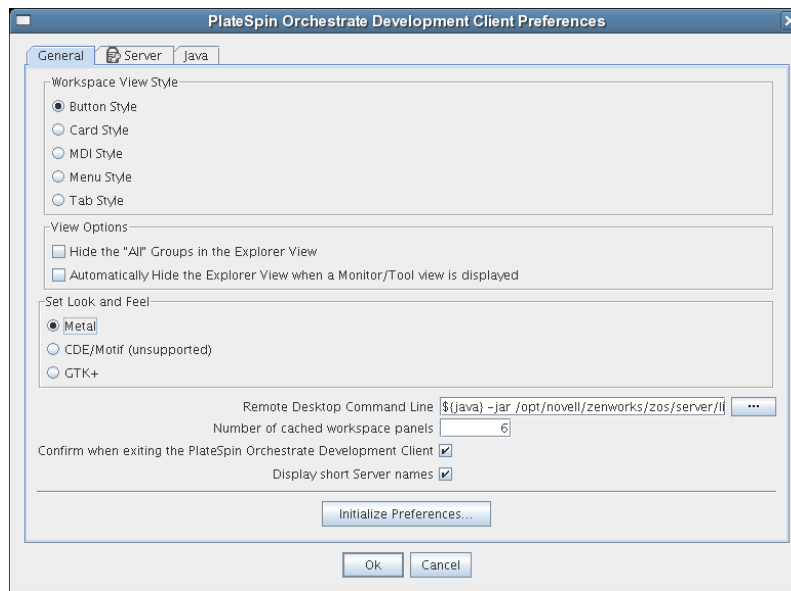 PlateSpin Orchestrate Development Client Preferences
General Server Java
Workspace View Style
Button Style
Card Style
MDI Style
Menu Style
Tab Style
View Options
Hide the "All" Groups in the Explorer View
Automatically Hide the Explorer View when a Monitor/Tool view is displayed
Set Look and Feel
Metal
CDE/Motif (unsupported)
GTK+
Remote Desktop Command Line ${java} -jar /opt/novell/zenworks/zos/server/li ...
Number of cached workspace panels 6
Confirm when exiting the PlateSpin Orchestrate Development Client
Display short Server names
Initialize Preferences...
Ok Cancel